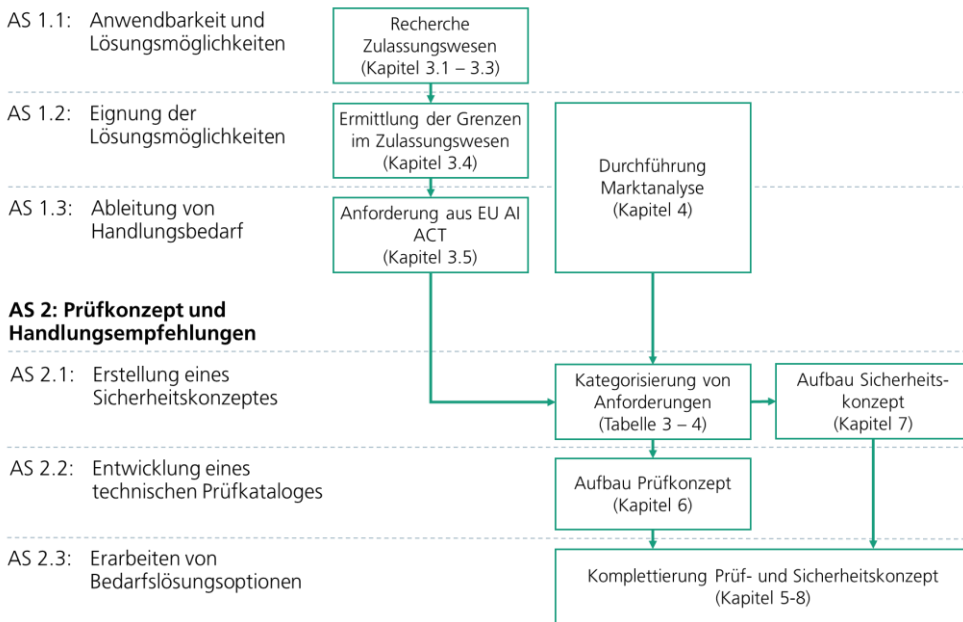 AS 1.1: Anwendbarkeit und
Lösungsmöglichkeiten
Recherche
Zulassungswesen
(Kapitel 3.1 – 3.3)
AS 1.2: Eignung der
Lösungsmöglichkeiten
Ermittlung der Grenzen
im Zulassungswesen
(Kapitel 3.4)
Durchführung
Marktanalyse
(Kapitel 4)
AS 1.3: Ableitung von
Handlungsbedarf
Anforderung aus EU AI
ACT
(Kapitel 3.5)
AS 2: Prüfkonzept und
Handlungsempfehlungen
AS 2.1: Erstellung eines
Sicherheitskonzeptes
Kategorisierung von
Anforderungen
(Tabelle 3 – 4)
Aufbau Sicherheits-
konzept
(Kapitel 7)
AS 2.2: Entwicklung eines
technischen Prüfkataloges
Aufbau Prüfkonzept
(Kapitel 6)
AS 2.3: Erarbeiten von
Bedarfslösungsoptionen
Komplettierung Prüf- und Sicherheitskonzept
(Kapitel 5-8)